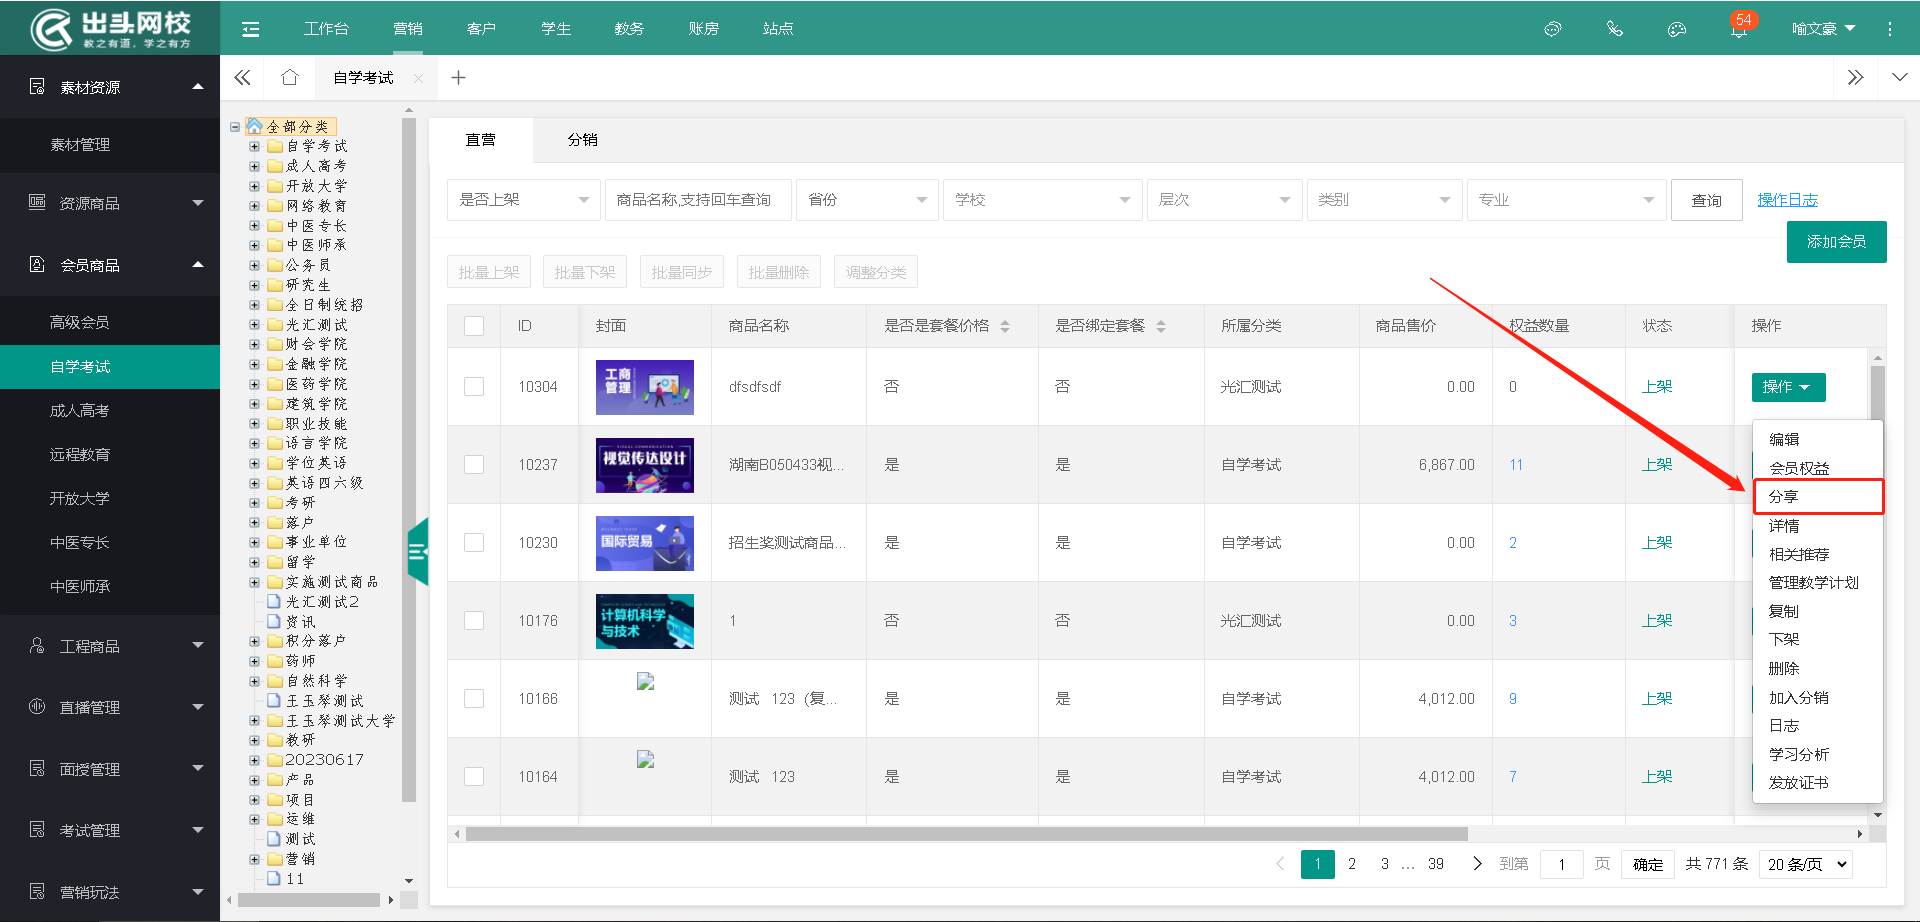 出头网校
教之有道，学之有方
工作台
营销
客户
学生
教务
账房
站点
54
喻文豪
素材资源
素材管理
资源商品
会员商品
高级会员
自学考试
成人高考
远程教育
开放大学
中医专长
中医师承
工程商品
直播管理
面授管理
考试管理
营销玩法
自学考试
全部分类
自学考试
成人高考
开放大学
网络教育
中医专长
中医师承
公务员
研究生
全日制统招
光汇测试
财会学院
金融学院
医药学院
建筑学院
职业技能
语言学院
学位英语
英语四六级
考研
落户
事业单位
留学
实施测试商品
光汇测试2
资讯
积分落户
药师
自然科学
王玉琴测试
王玉琴测试大学
教研
20230617
产品
项目
运维
测试
营销
11
直营
分销
是否上架
商品名称,支持回车查询
省份
学校
层次
类别
专业
查询
操作日志
添加会员
批量上架
批量下架
批量同步
批量删除
调整分类
ID 封面 商品名称 是否是套餐价格 是否绑定套餐 所属分类 商品售价 权益数量 状态 操作
工商
管理
10304 dfsdfsdf 否 否 光汇测试 0.00 0 上架 操作
视觉传达设计
10237 湖南B050433视... 是 是 自学考试 6,867.00 11 上架
国际贸易
10230 招生奖测试商品... 是 是 自学考试 0.00 2 上架
计算机科学
与技术
10176 1 否 否 光汇测试 0.00 3 上架
10166 测试 123（复... 是 是 自学考试 4,012.00 9 上架
10164 测试 123 是 是 自学考试 4,012.00 7 上架
编辑
会员权益
分享
详情
相关推荐
管理教学计划
复制
下架
删除
加入分销
日志
学习分析
发放证书
1 2 3 ... 39 到第 1 页 确定 共 771 条 20 条/页